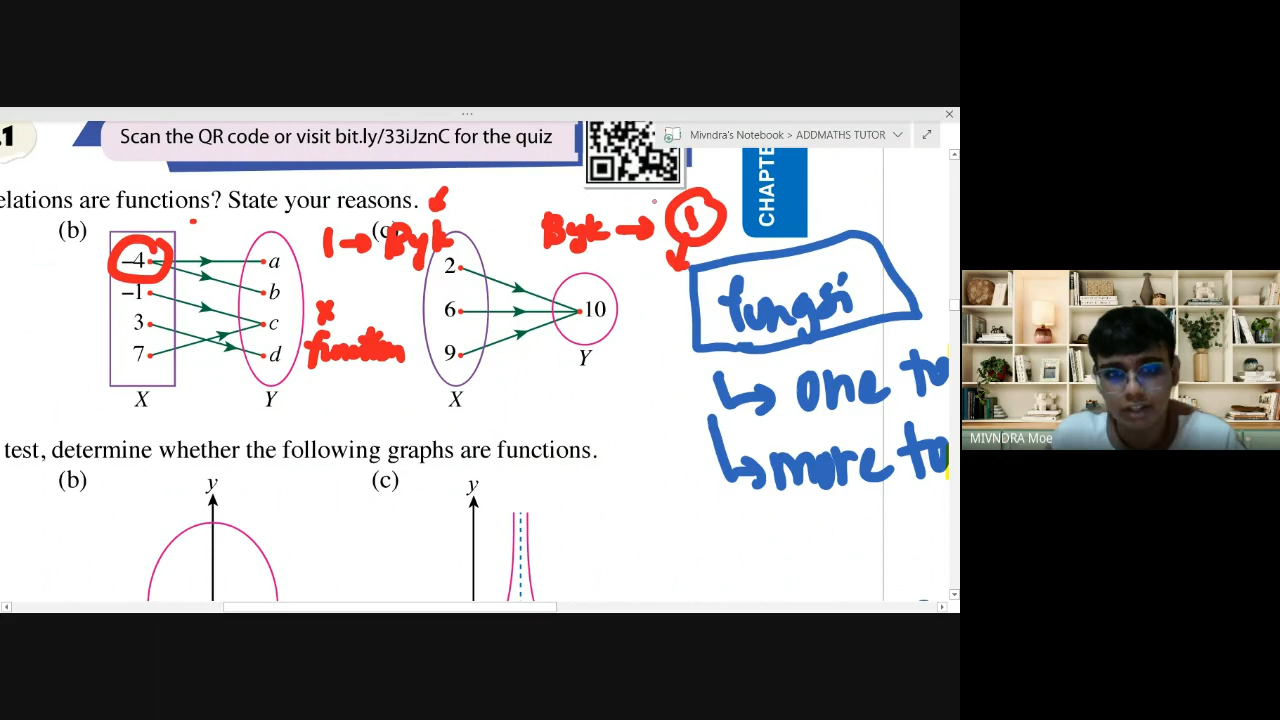 .1
Scan the QR code or visit bit.ly/33iJznC for the quiz
Mivndra's Notebook > ADDMATHS TUTOR
CHAPTE
elations are functions? State your reasons.
(b)
1 → Byk
(c)
Byk → 1
–4
–1
3
7
a
b
c
d
X
Y
x
function
2
6
9
10
X
Y
fungsi
↳ one to
↳ more to
test, determine whether the following graphs are functions.
(b)
y
(c)
y
MIVNDRA Moe